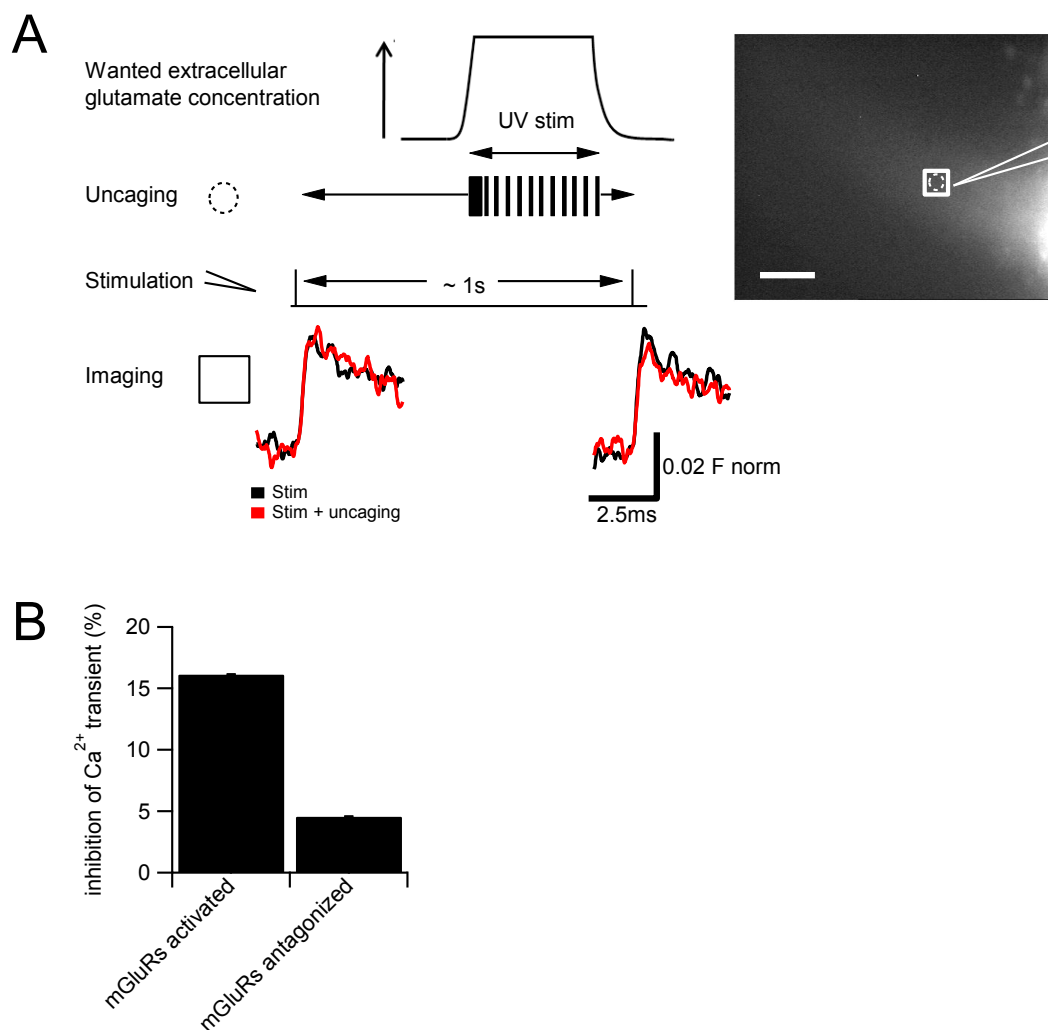 A
Wanted extracellular
glutamate concentration
UV stim
Uncaging
Stimulation
~ 1s
Imaging
0.02 F norm
2.5ms
Stim
Stim + uncaging
B
inhibition of Ca²⁺ transient (%)
20
15
10
5
0
mGluRs activated
mGluRs antagonized